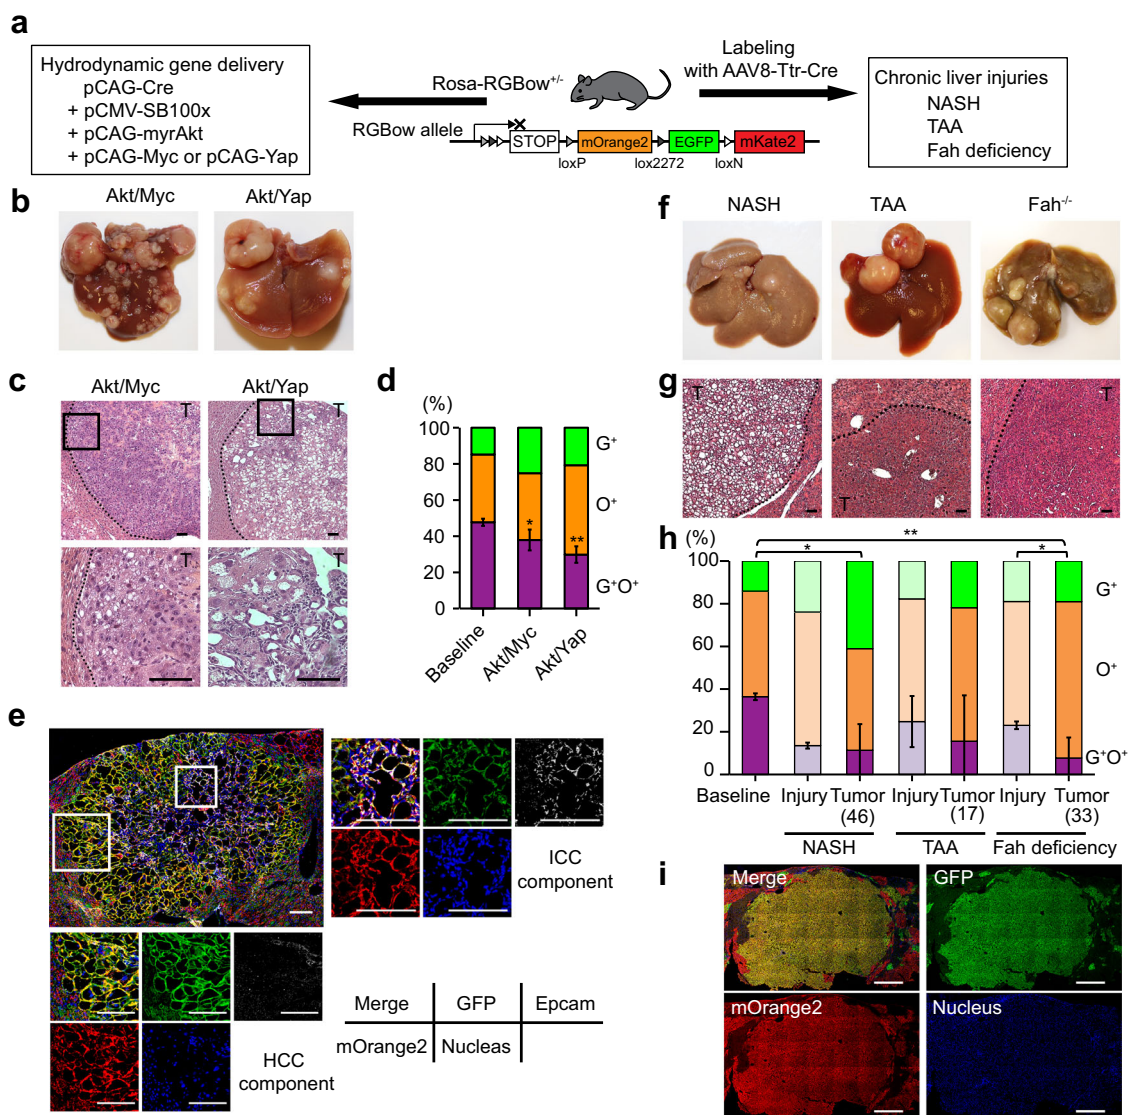 a
Hydrodynamic gene delivery
pCAG-Cre
+ pCMV-SB100x
+ pCAG-myrAkt
+ pCAG-Myc or pCAG-Yap
Rosa-RGBow+/-
Labeling
with AAV8-Ttr-Cre
RGBow allele
STOP
mOrange2
EGFP
mKate2
loxP
lox2272
loxN
Chronic liver injuries
NASH
TAA
Fah deficiency
b
Akt/Myc
Akt/Yap
c
Akt/Myc
Akt/Yap
T
T
T
T
d
(%)
100
80
60
40
20
0
*
**
G+
O+
G+O+
Baseline
Akt/Myc
Akt/Yap
e
ICC
component
HCC
component
Merge
GFP
Epcam
mOrange2
Nucleas
f
NASH
TAA
Fah-/-
g
T
T
T
h
(%)
100
80
60
40
20
0
*
**
*
G+
O+
G+O+
Baseline
Injury
Tumor
(46)
Injury
Tumor
(17)
Injury
Tumor
(33)
NASH
TAA
Fah deficiency
i
Merge
GFP
mOrange2
Nucleus